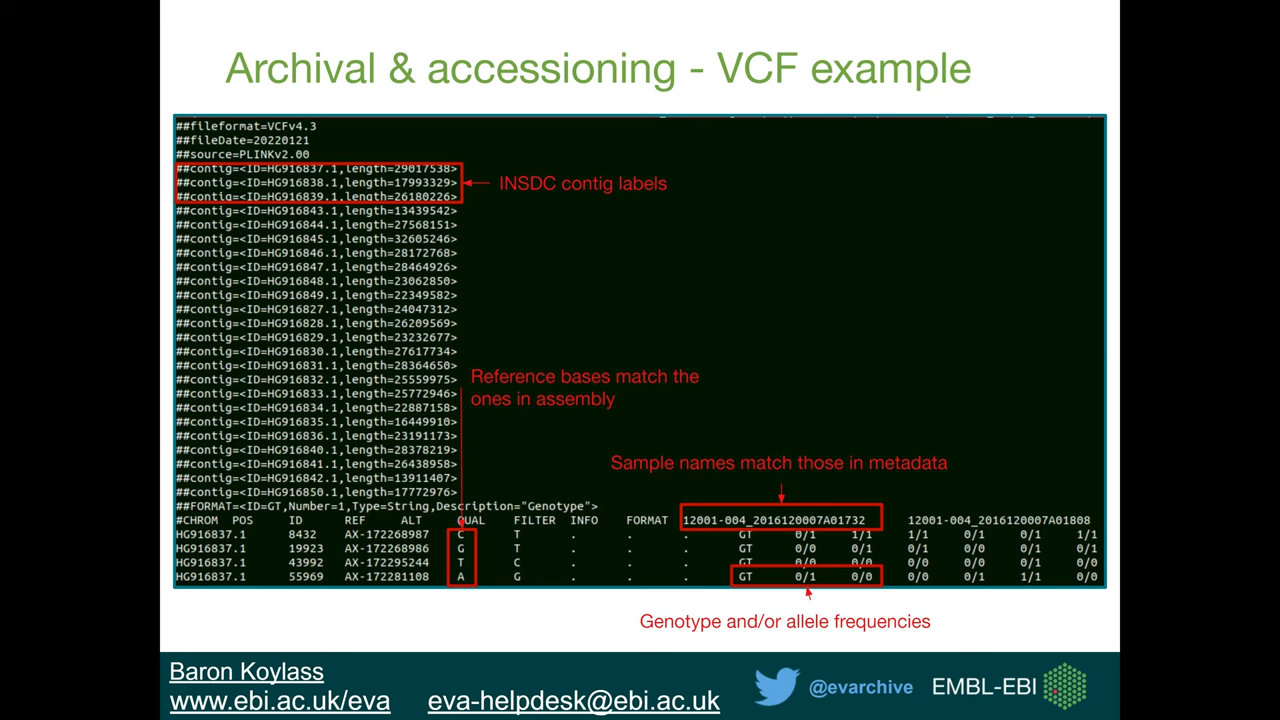 Archival & accessioning - VCF example
##fileformat=VCFv4.3
##fileDate=20220121
##source=PLINKv2.00
##contig=<ID=HG916837.1,length=29017538>
##contig=<ID=HG916838.1,length=17993329>
##contig=<ID=HG916839.1,length=26180226>
INSDC contig labels
##contig=<ID=HG916843.1,length=13439542>
##contig=<ID=HG916844.1,length=27568151>
##contig=<ID=HG916845.1,length=32605246>
##contig=<ID=HG916846.1,length=28172768>
##contig=<ID=HG916847.1,length=28464926>
##contig=<ID=HG916848.1,length=23062850>
##contig=<ID=HG916849.1,length=22349582>
##contig=<ID=HG916827.1,length=24047312>
##contig=<ID=HG916828.1,length=26209569>
##contig=<ID=HG916829.1,length=23232677>
##contig=<ID=HG916830.1,length=27617734>
##contig=<ID=HG916831.1,length=28364650>
##contig=<ID=HG916832.1,length=25559975>
##contig=<ID=HG916833.1,length=25772946>
##contig=<ID=HG916834.1,length=22887158>
##contig=<ID=HG916835.1,length=16449910>
##contig=<ID=HG916836.1,length=23191173>
##contig=<ID=HG916840.1,length=28378219>
##contig=<ID=HG916841.1,length=26438958>
##contig=<ID=HG916842.1,length=13911407>
##contig=<ID=HG916850.1,length=17772976>
Reference bases match the
ones in assembly
Sample names match those in metadata
##FORMAT=<ID=GT,Number=1,Type=String,Description="Genotype">
#CHROM POS ID REF ALT QUAL FILTER INFO FORMAT 12001-004_2016120007A01732 12001-004_2016120007A01808
HG916837.1 8432 AX-172268987 C T . . . GT 0/1 1/1 1/1 0/1 0/1 1/1
HG916837.1 19923 AX-172268986 G T . . . GT 0/0 0/0 0/1 0/0 0/1 0/1
HG916837.1 43992 AX-172295244 T C . . . GT 0/0 0/0 0/0 0/0 0/0 0/0
HG916837.1 55969 AX-172281108 A G . . . GT 0/1 0/0 0/0 0/1 1/1 0/0
Genotype and/or allele frequencies
Baron Koylass
www.ebi.ac.uk/eva eva-helpdesk@ebi.ac.uk
@evarchive
EMBL-EBI